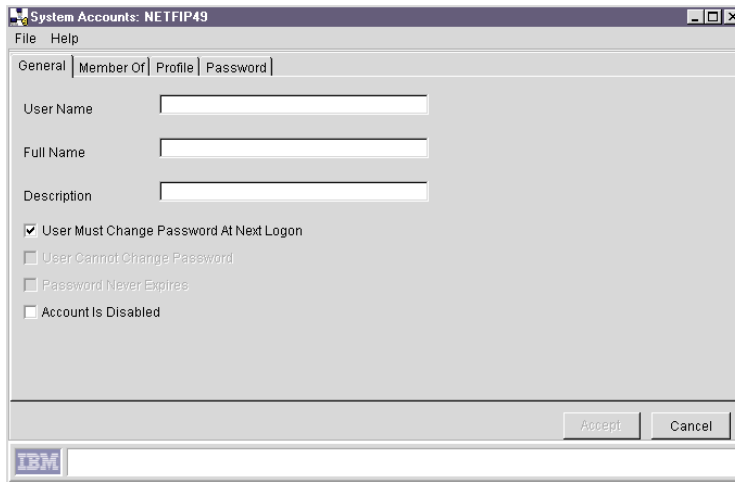 System Accounts: NETFIP49
File Help
General Member Of Profile Password
User Name
Full Name
Description
User Must Change Password At Next Logon
User Cannot Change Password
Password Never Expires
Account Is Disabled
Accept Cancel
IBM